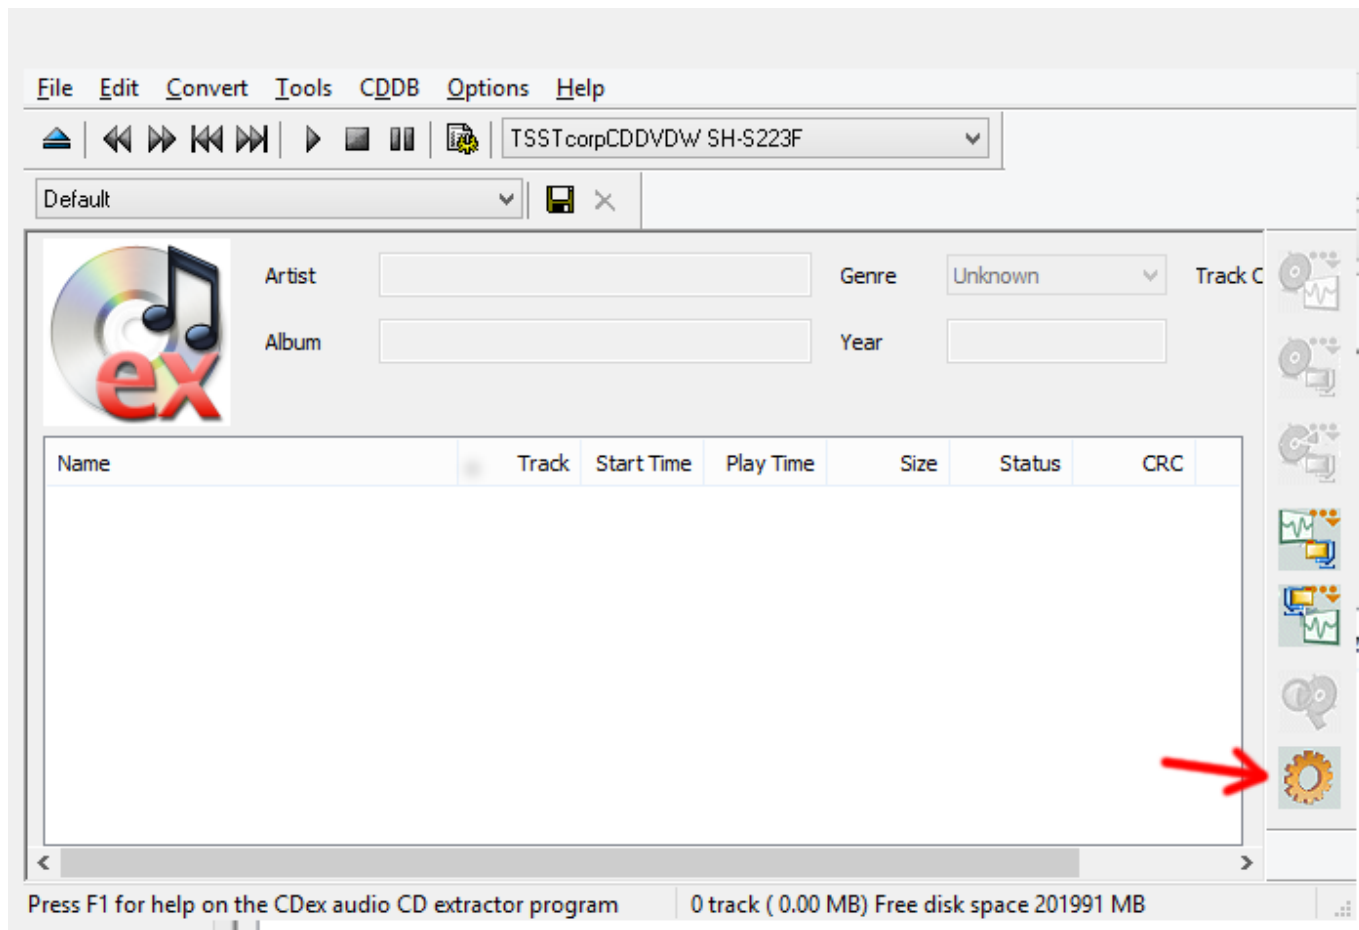 File Edit Convert Tools CDDB Options Help
TSSTcorpCDDVDW SH-S223F
Default
ex
Artist Genre Unknown Track C
Album Year
Name Track Start Time Play Time Size Status CRC
Press F1 for help on the CDex audio CD extractor program 0 track ( 0.00 MB) Free disk space 201991 MB